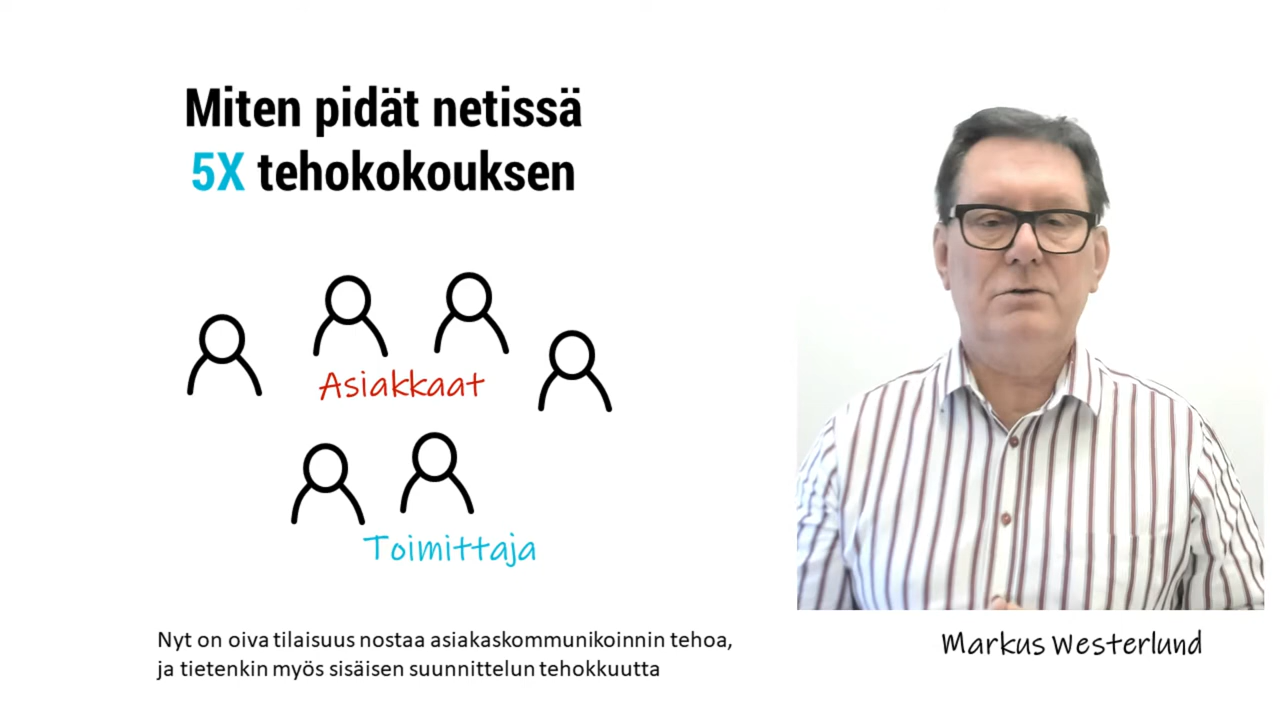 Miten pidät netissä
5X tehokokouksen
Asiakkaat
Toimittaja
Nyt on oiva tilaisuus nostaa asiakaskommunikoinnin tehoa,
ja tietenkin myös sisäisen suunnittelun tehokkuutta
Markus Westerlund